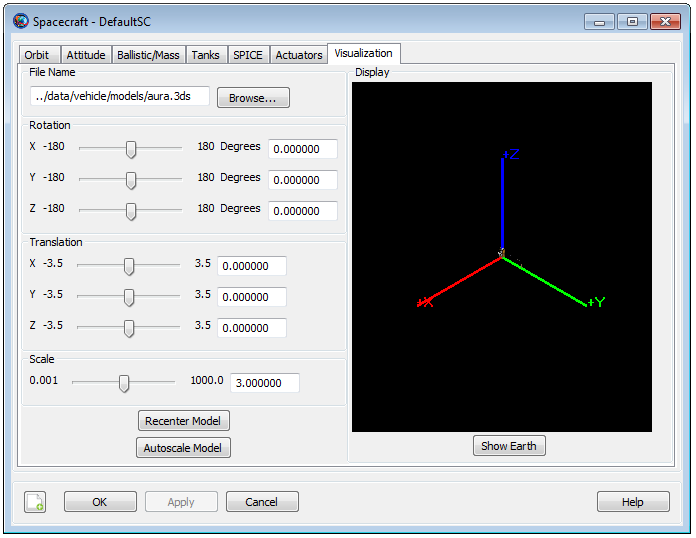 Spacecraft - DefaultSC
Orbit Attitude Ballistic/Mass Tanks SPICE Actuators Visualization
File Name
../data/vehicle/models/aura.3ds Browse...
Rotation
X -180 180 Degrees 0.000000
Y -180 180 Degrees 0.000000
Z -180 180 Degrees 0.000000
Translation
X -3.5 3.5 0.000000
Y -3.5 3.5 0.000000
Z -3.5 3.5 0.000000
Scale
0.001 1000.0 3.000000
Recenter Model
Autoscale Model
Display
+Z
+X +Y
Show Earth
OK Apply Cancel Help